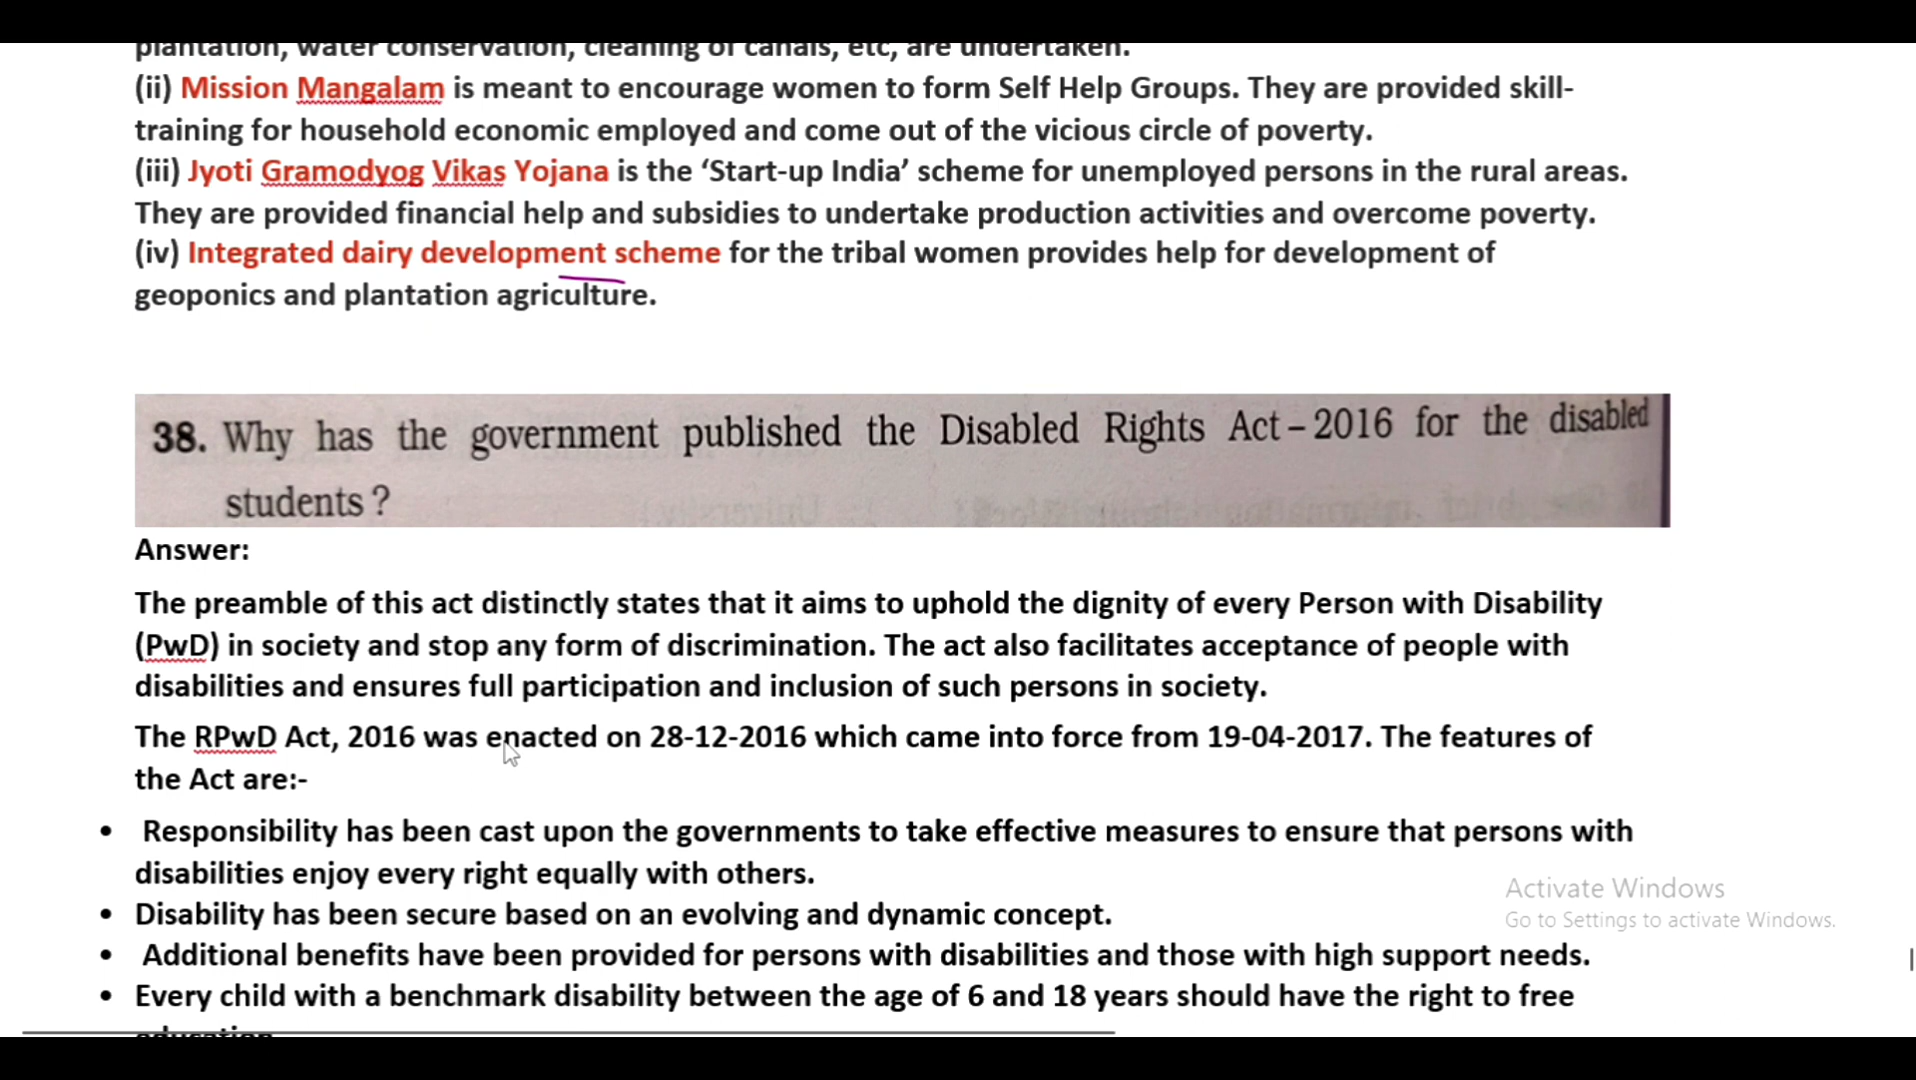 plantation, water conservation, cleaning of canals, etc, are undertaken.
(ii) Mission Mangalam is meant to encourage women to form Self Help Groups. They are provided skill-
training for household economic employed and come out of the vicious circle of poverty.
(iii) Jyoti Gramodyog Vikas Yojana is the ‘Start-up India’ scheme for unemployed persons in the rural areas.
They are provided financial help and subsidies to undertake production activities and overcome poverty.
(iv) Integrated dairy development scheme for the tribal women provides help for development of
geoponics and plantation agriculture.
38. Why has the government published the Disabled Rights Act – 2016 for the disabled
students ?
Answer:
The preamble of this act distinctly states that it aims to uphold the dignity of every Person with Disability
(PwD) in society and stop any form of discrimination. The act also facilitates acceptance of people with
disabilities and ensures full participation and inclusion of such persons in society.
The RPwD Act, 2016 was enacted on 28-12-2016 which came into force from 19-04-2017. The features of
the Act are:-
• Responsibility has been cast upon the governments to take effective measures to ensure that persons with
disabilities enjoy every right equally with others.
• Disability has been secure based on an evolving and dynamic concept.
• Additional benefits have been provided for persons with disabilities and those with high support needs.
• Every child with a benchmark disability between the age of 6 and 18 years should have the right to free
education
Activate Windows
Go to Settings to activate Windows.